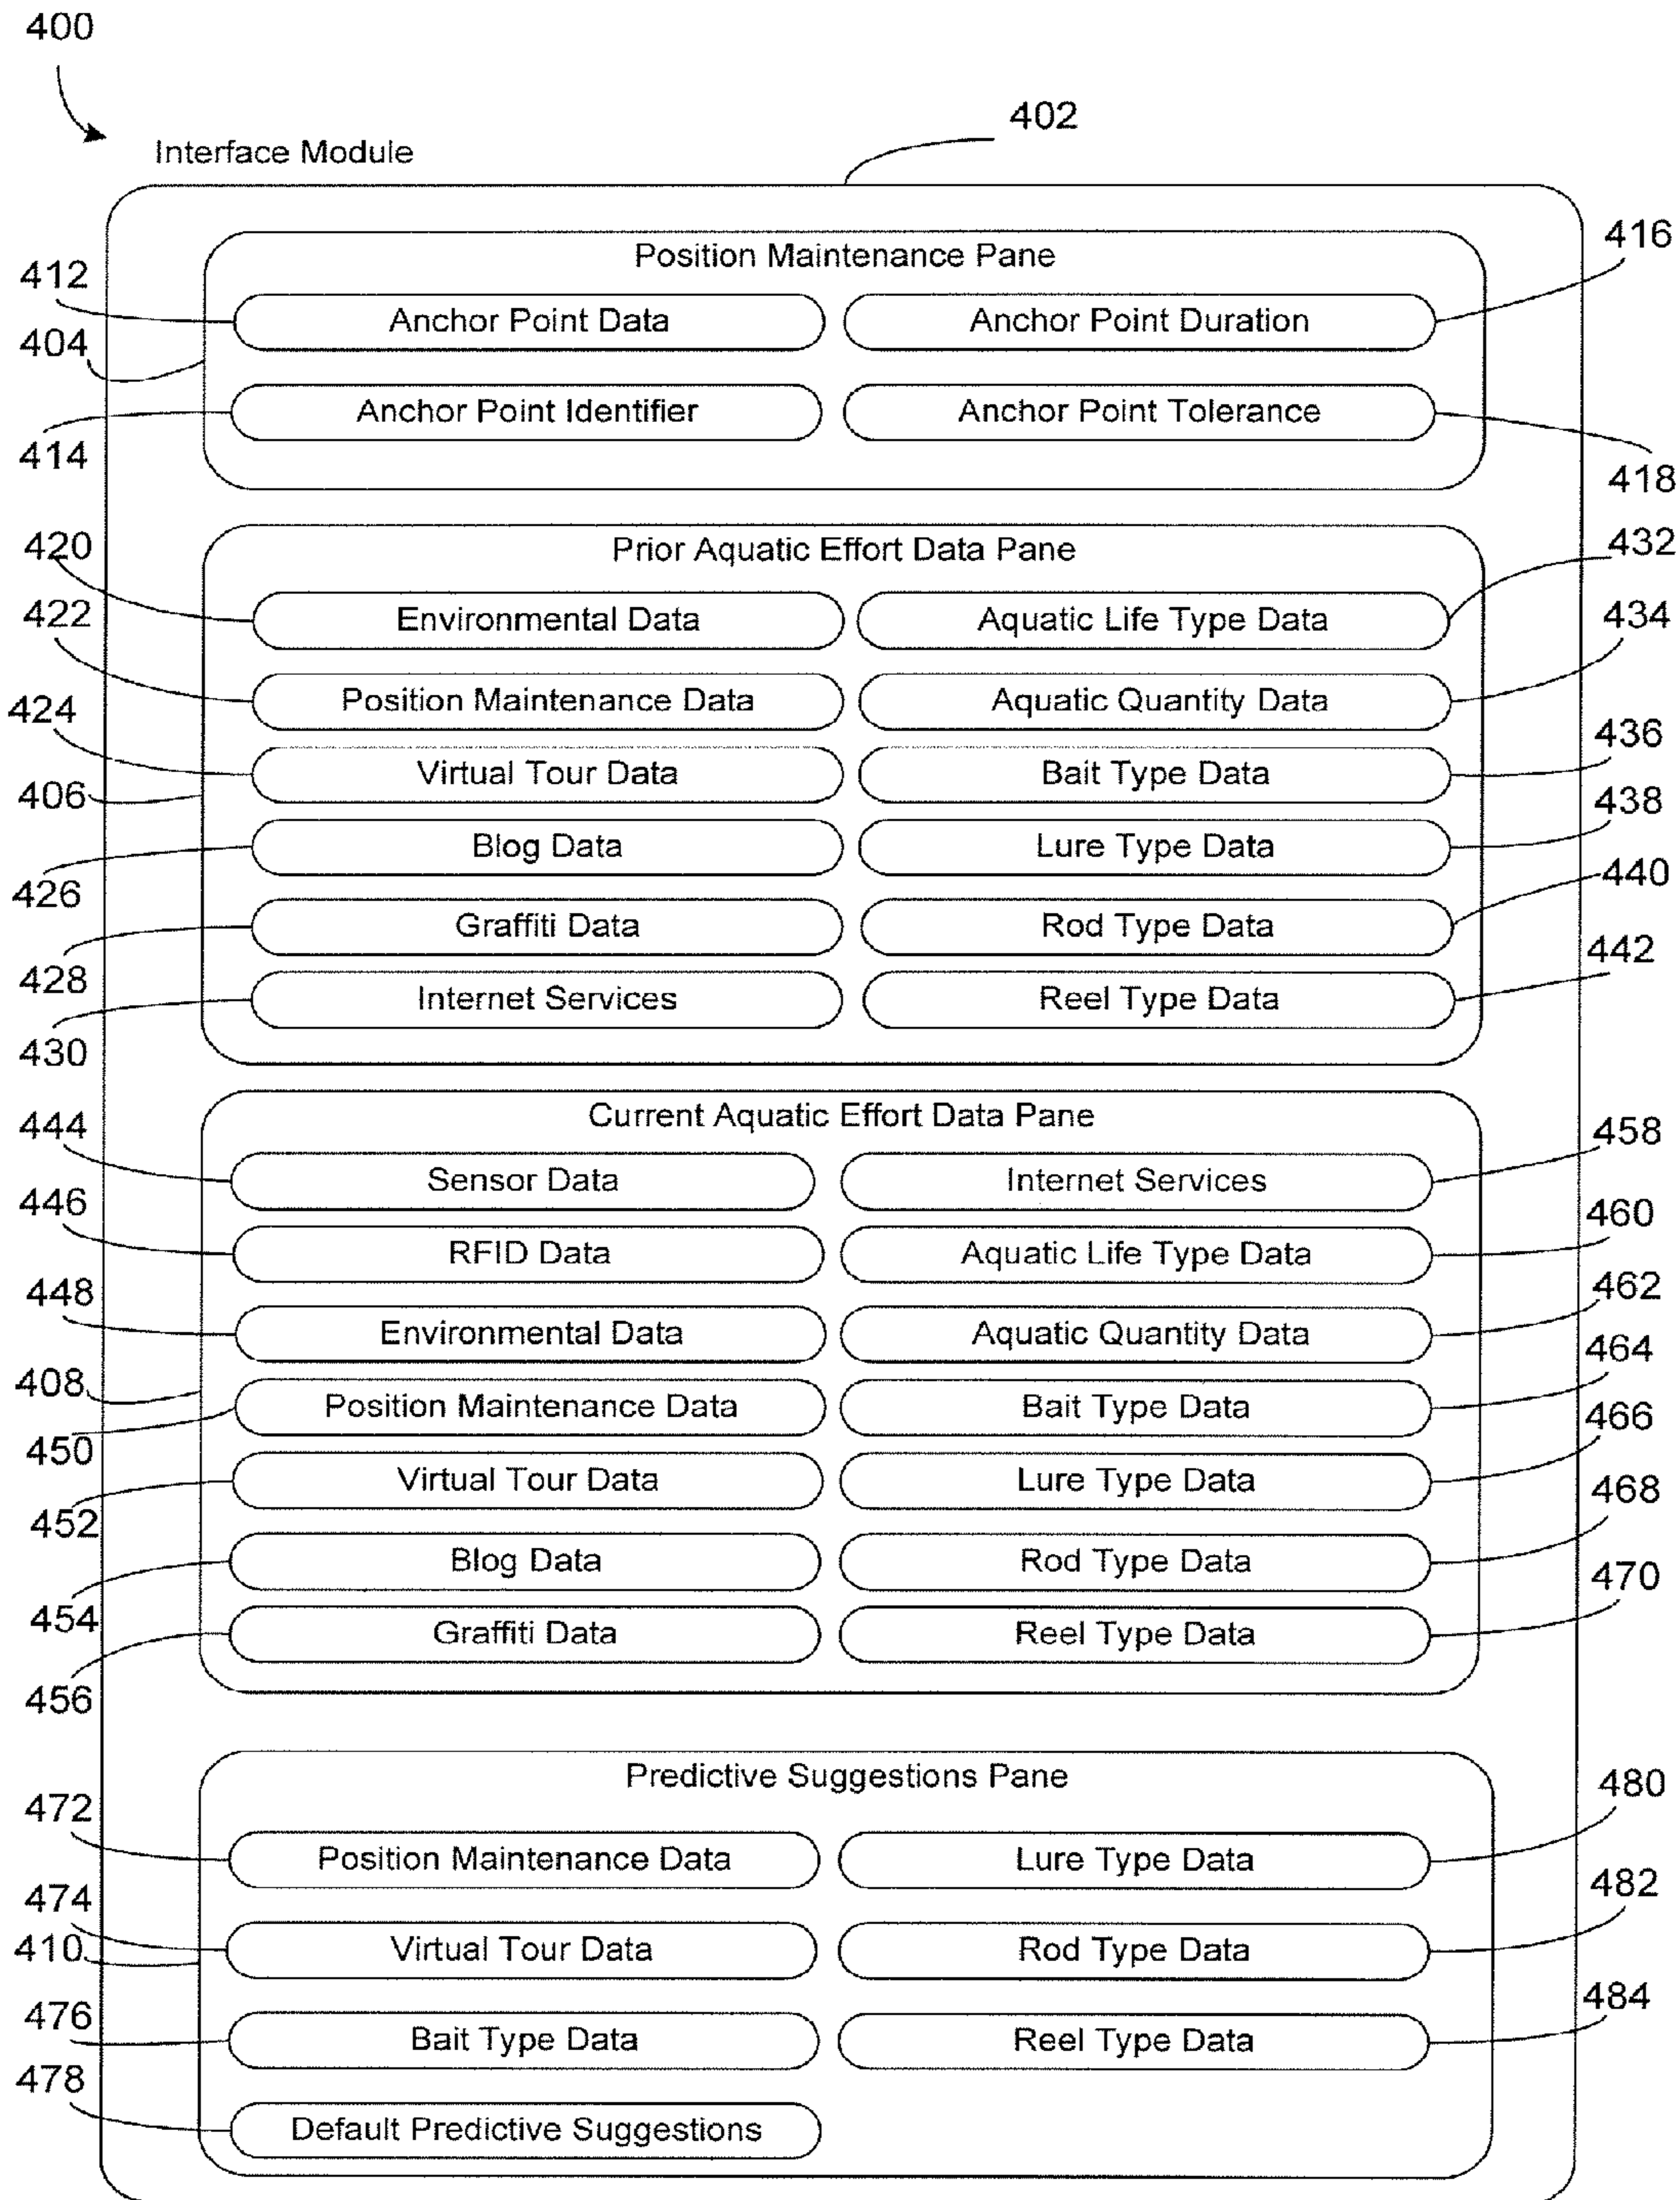 400
402
Interface Module
Position Maintenance Pane
416
412
Anchor Point Data
Anchor Point Duration
404
Anchor Point Identifier
Anchor Point Tolerance
414
418
420
Prior Aquatic Effort Data Pane
432
422
Environmental Data
Aquatic Life Type Data
434
424
Position Maintenance Data
Aquatic Quantity Data
436
406
Virtual Tour Data
Bait Type Data
438
426
Blog Data
Lure Type Data
440
428
Graffiti Data
Rod Type Data
442
430
Internet Services
Reel Type Data
444
Current Aquatic Effort Data Pane
458
446
Sensor Data
Internet Services
460
448
RFID Data
Aquatic Life Type Data
462
408
Environmental Data
Aquatic Quantity Data
464
450
Position Maintenance Data
Bait Type Data
466
452
Virtual Tour Data
Lure Type Data
468
454
Blog Data
Rod Type Data
470
456
Graffiti Data
Reel Type Data
472
Predictive Suggestions Pane
480
474
Position Maintenance Data
Lure Type Data
482
410
Virtual Tour Data
Rod Type Data
484
476
Bait Type Data
Reel Type Data
478
Default Predictive Suggestions